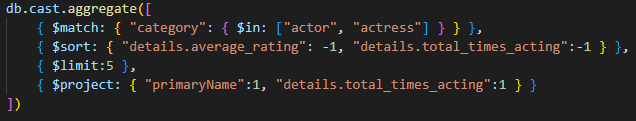 db.cast.aggregate([
    { $match: { "category": { $in: ["actor", "actress"] } } },
    { $sort: { "details.average_rating": -1, "details.total_times_acting":-1 } },
    { $limit:5 },
    { $project: { "primaryName":1, "details.total_times_acting":1 } }
])